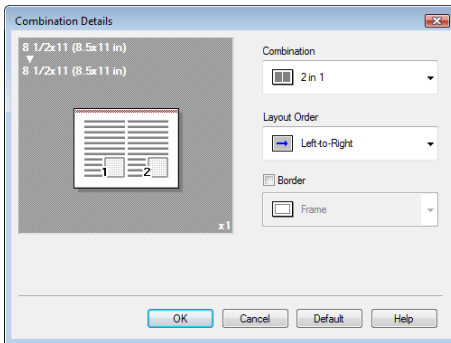 Combination Details
8 1/2x11 (8.5x11 in)
8 1/2x11 (8.5x11 in)
1 2
x1
Combination
2 in 1
Layout Order
Left-to-Right
Border
Frame
OK Cancel Default Help